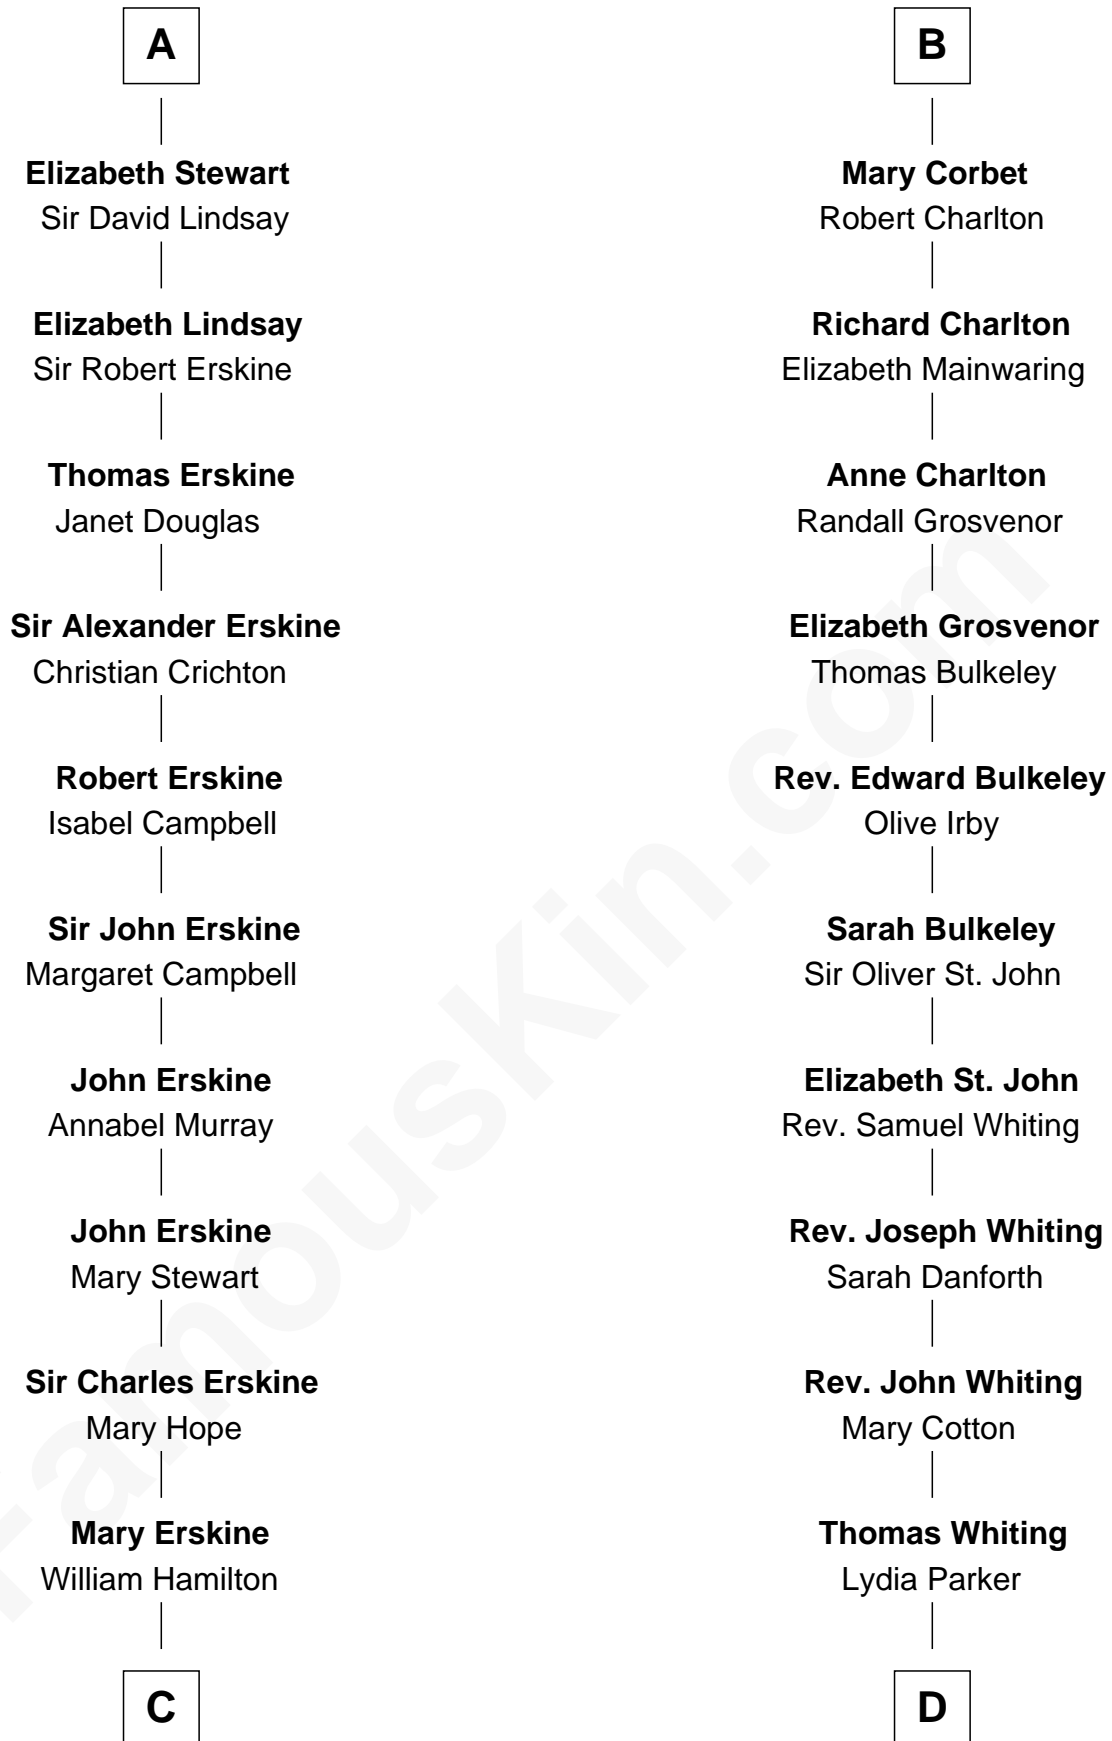 A
Elizabeth Stewart
Sir David Lindsay
Elizabeth Lindsay
Sir Robert Erskine
Thomas Erskine
Janet Douglas
Sir Alexander Erskine
Christian Crichton
Robert Erskine
Isabel Campbell
Sir John Erskine
Margaret Campbell
John Erskine
Annabel Murray
John Erskine
Mary Stewart
Sir Charles Erskine
Mary Hope
Mary Erskine
William Hamilton
C
B
Mary Corbet
Robert Charlton
Richard Charlton
Elizabeth Mainwaring
Anne Charlton
Randall Grosvenor
Elizabeth Grosvenor
Thomas Bulkeley
Rev. Edward Bulkeley
Olive Irby
Sarah Bulkeley
Sir Oliver St. John
Elizabeth St. John
Rev. Samuel Whiting
Rev. Joseph Whiting
Sarah Danforth
Rev. John Whiting
Mary Cotton
Thomas Whiting
Lydia Parker
D
FamousKin.com